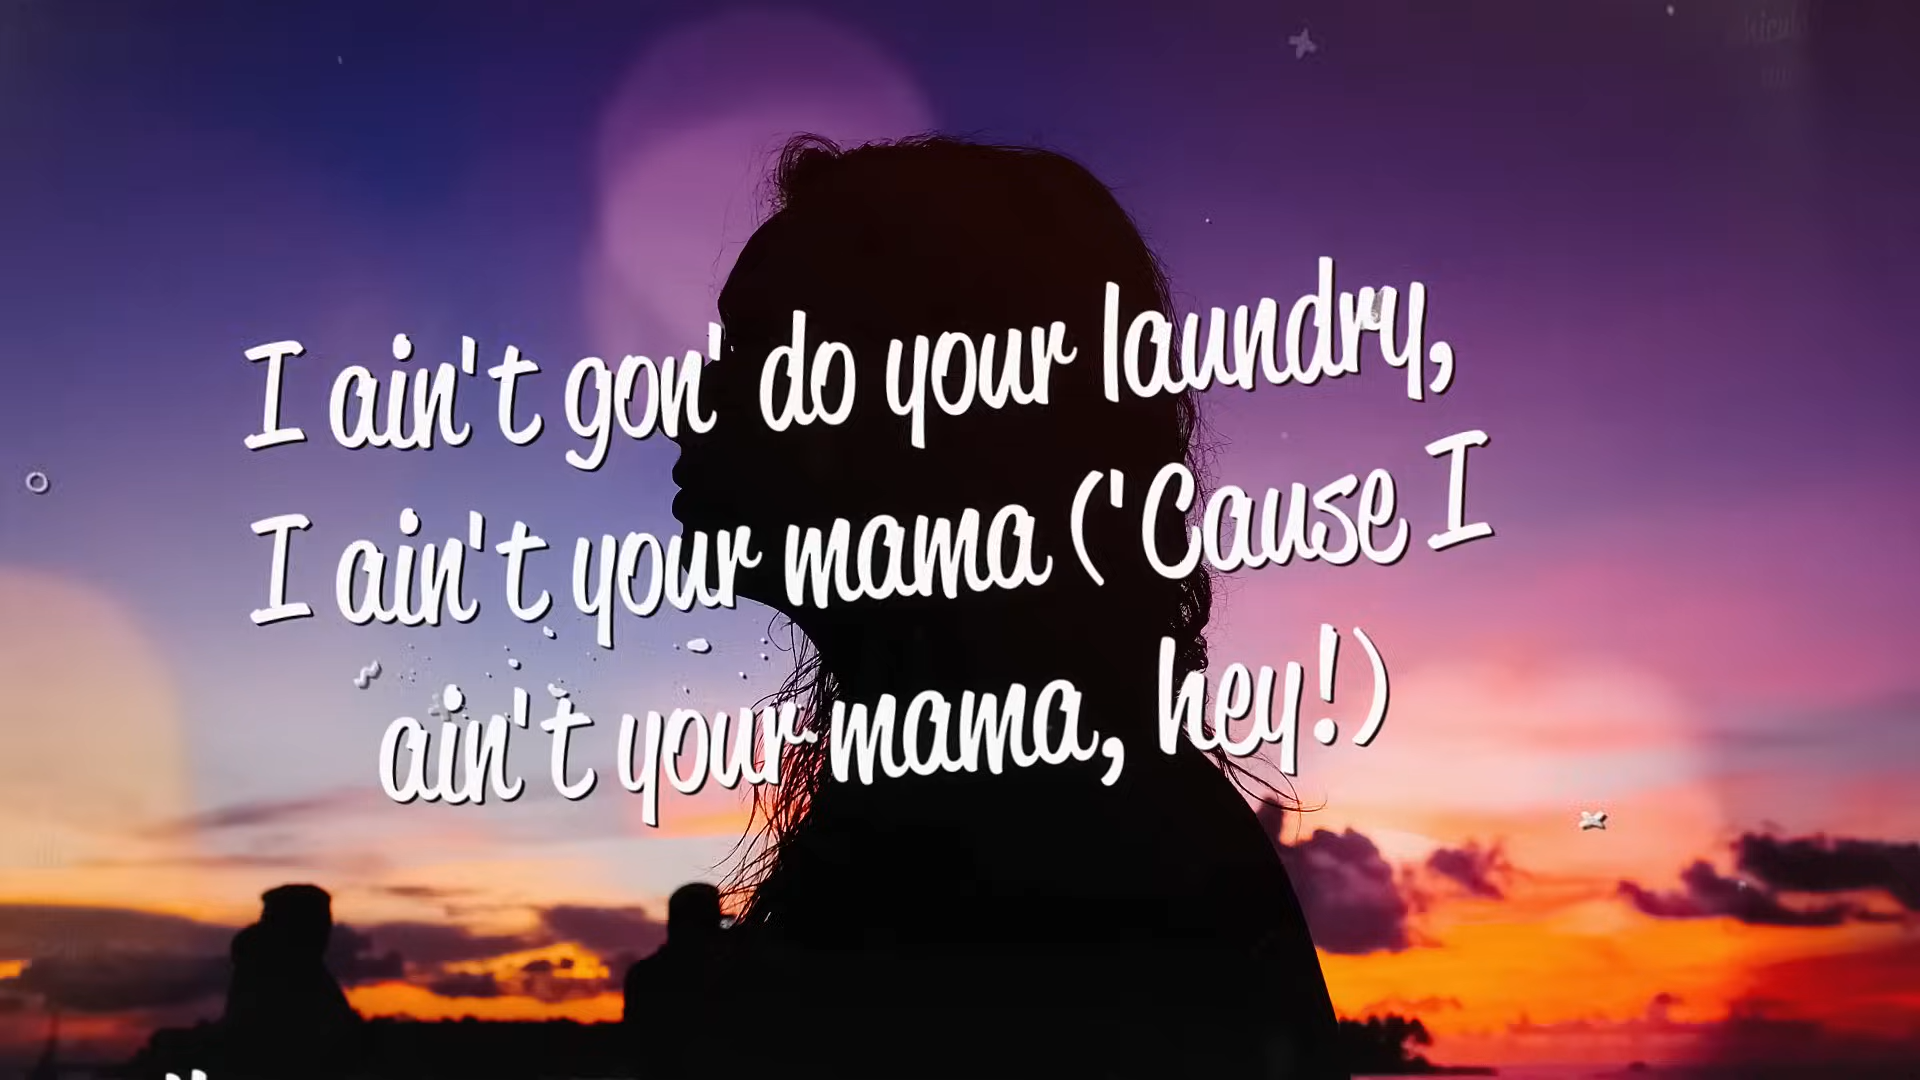 I ain't gon' do your laundry,
I ain't your mama ('Cause I
ain't your mama, hey!)